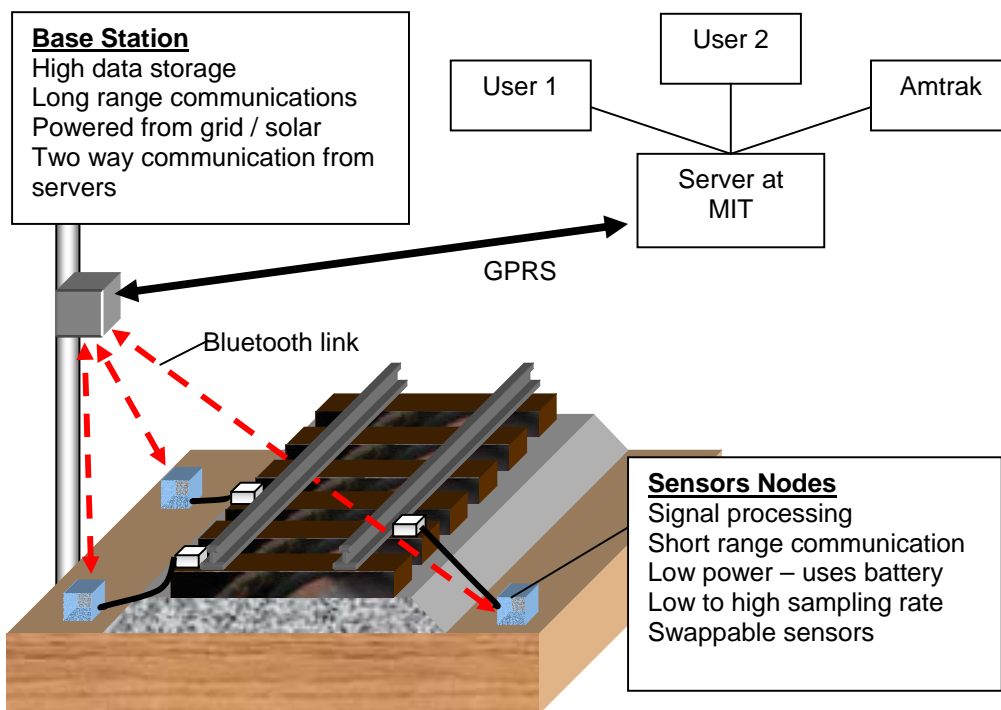 Base Station
High data storage
Long range communications
Powered from grid / solar
Two way communication from
servers
User 1
User 2
Amtrak
Server at
MIT
GPRS
Bluetooth link
Sensors Nodes
Signal processing
Short range communication
Low power – uses battery
Low to high sampling rate
Swappable sensors